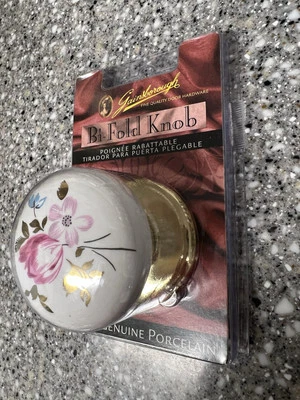 Gainsborough
FINE QUALITY DOOR HARDWARE
Bi-Fold Knob
POIGNÉE RABATTABLE
TIRADOR PARA PUERTA PLEGABLE
GENUINE PORCELAIN